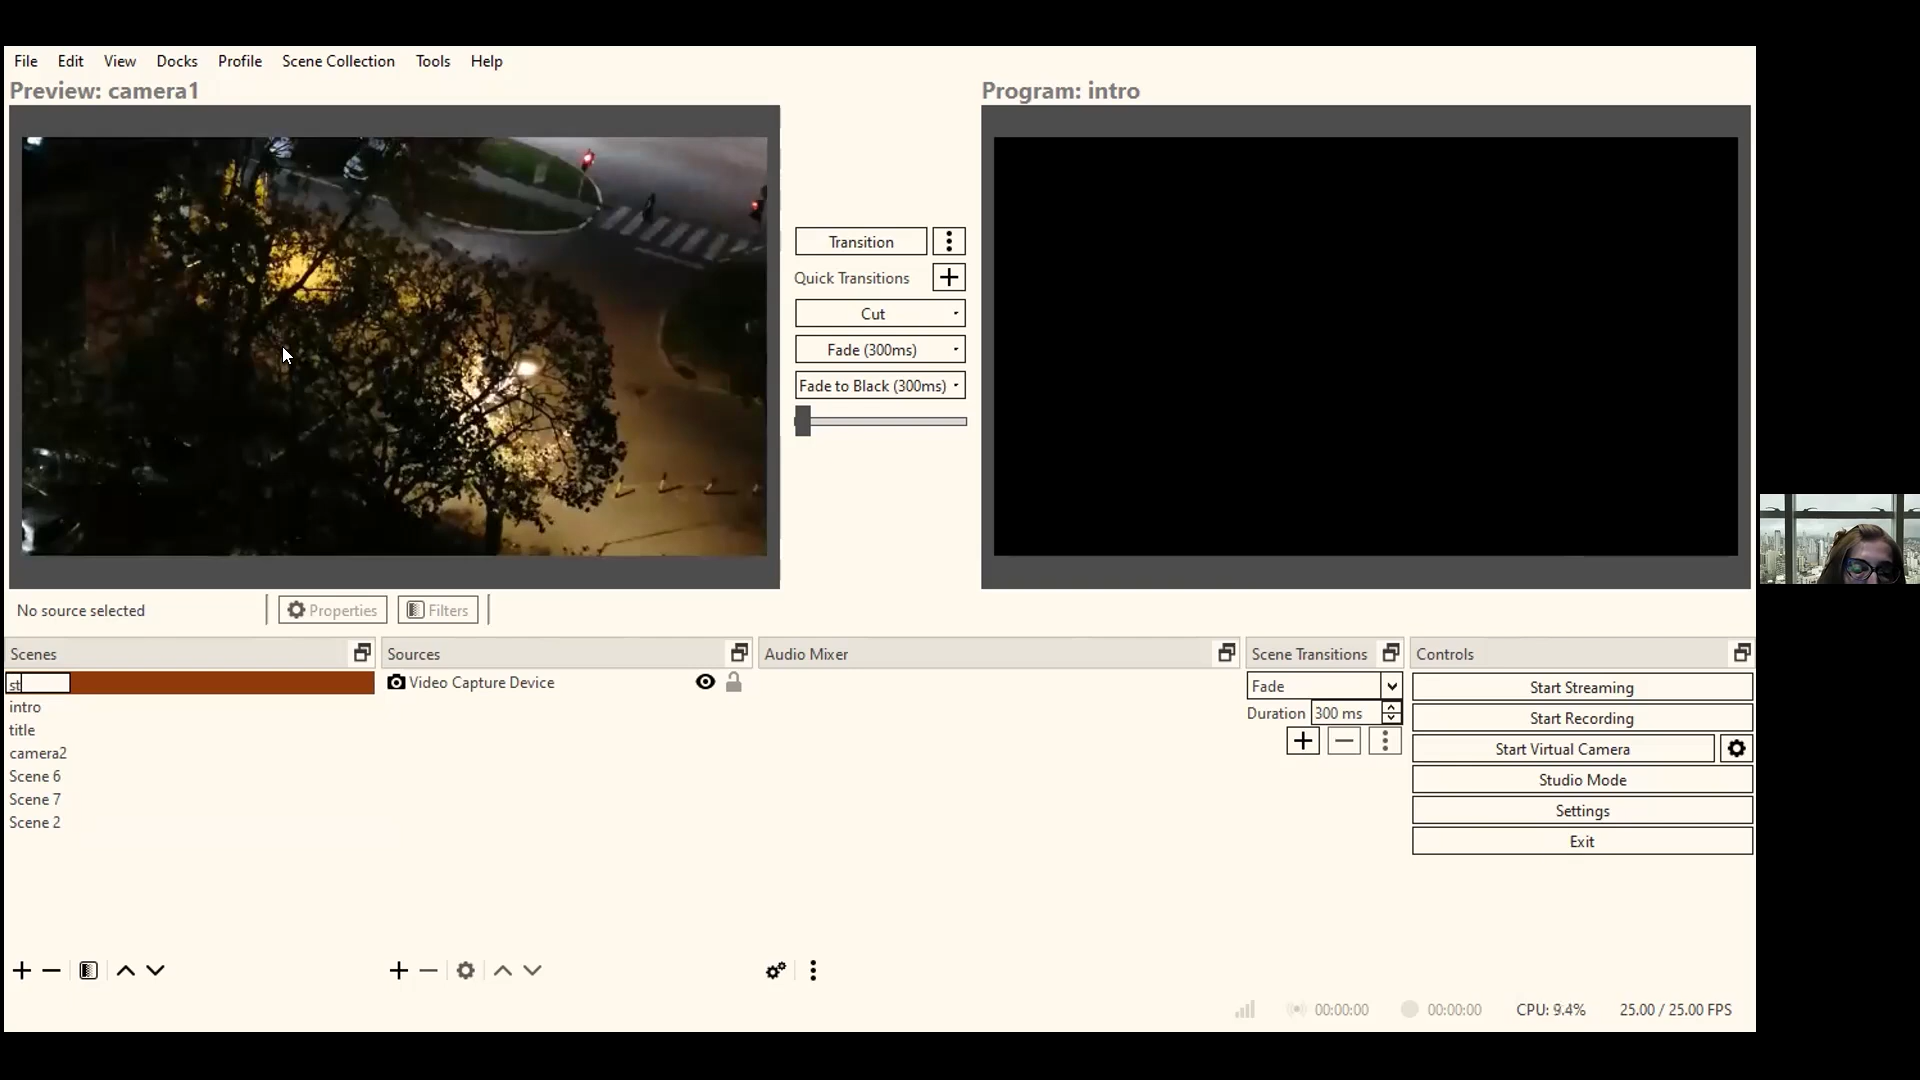 File Edit View Docks Profile Scene Collection Tools Help
Preview: camera1
Program: intro
Transition
Quick Transitions
Cut
Fade (300ms)
Fade to Black (300ms)
No source selected
Properties
Filters
Scenes
Sources
Audio Mixer
Scene Transitions
Controls
st
intro
title
camera2
Scene 6
Scene 7
Scene 2
Video Capture Device
Fade
Duration 300 ms
Start Streaming
Start Recording
Start Virtual Camera
Studio Mode
Settings
Exit
00:00:00
00:00:00
CPU: 9.4%
25.00 / 25.00 FPS